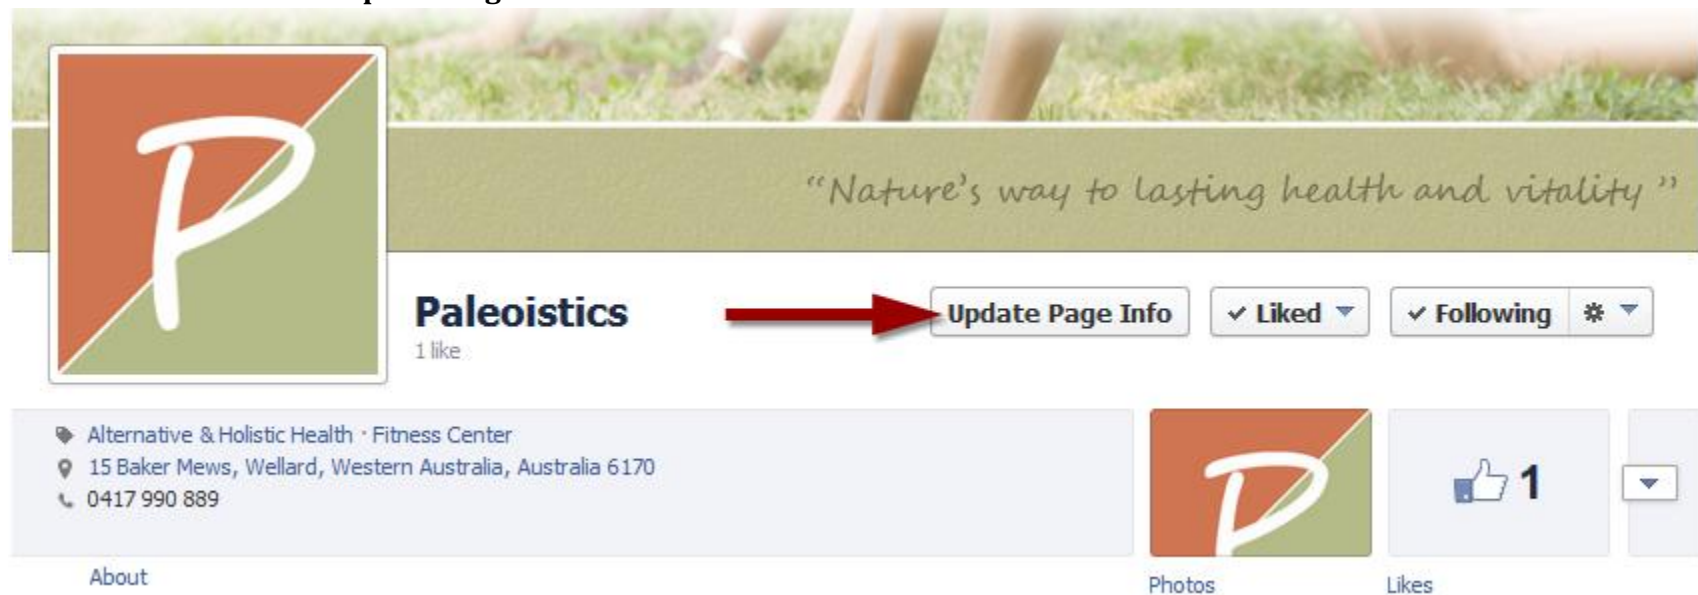 P
“Nature's way to lasting health and vitality ”
Paleoistics
Update Page Info
Liked
Following
1 like
Alternative & Holistic Health · Fitness Center
15 Baker Mews, Wellard, Western Australia, Australia 6170
0417 990 889
P
1
About
Photos
Likes